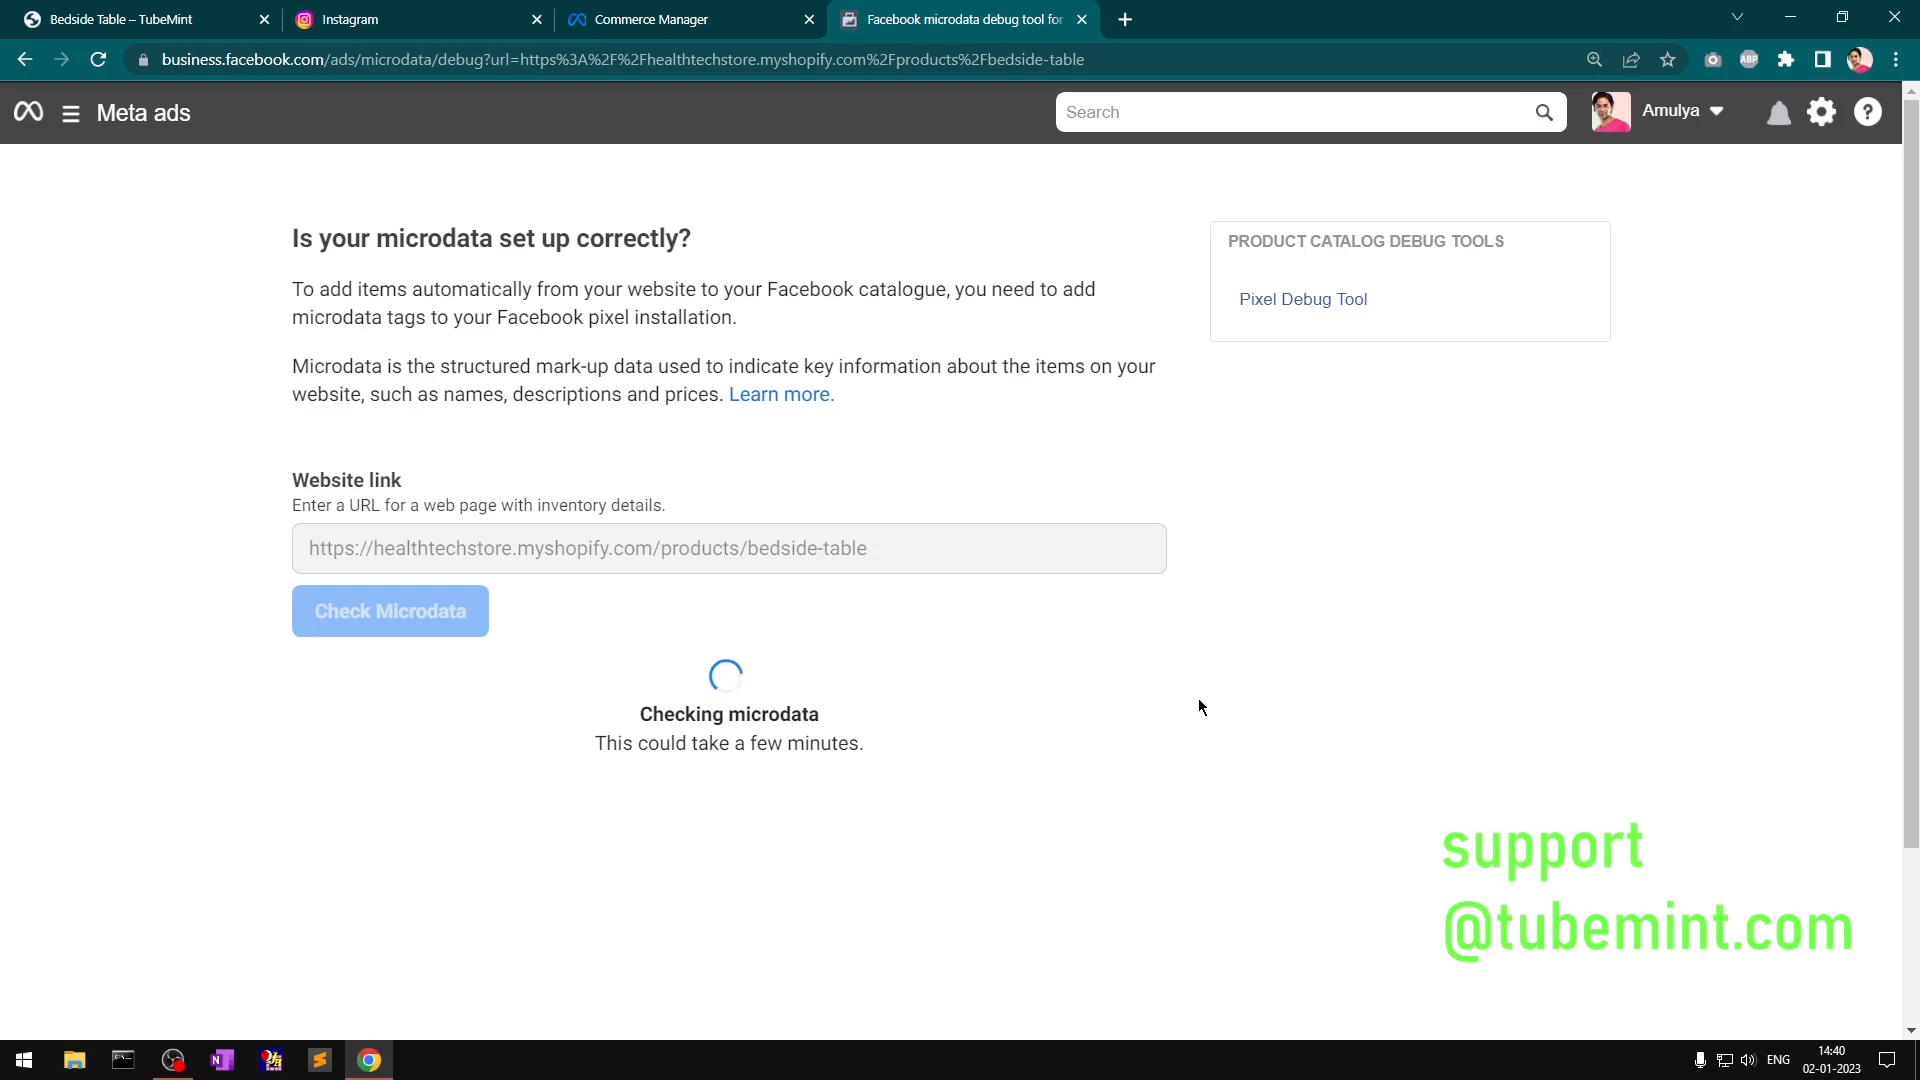 Bedside Table – TubeMint
Instagram
Commerce Manager
Facebook microdata debug tool for
business.facebook.com/ads/microdata/debug?url=https%3A%2F%2Fhealthtechstore.myshopify.com%2Fproducts%2Fbedside-table
ABP
Meta ads
Search
Amulya
Is your microdata set up correctly?
PRODUCT CATALOG DEBUG TOOLS
To add items automatically from your website to your Facebook catalogue, you need to add
microdata tags to your Facebook pixel installation.
Pixel Debug Tool
Microdata is the structured mark-up data used to indicate key information about the items on your
website, such as names, descriptions and prices. Learn more.
Website link
Enter a URL for a web page with inventory details.
https://healthtechstore.myshopify.com/products/bedside-table
Check Microdata
Checking microdata
This could take a few minutes.
support
@tubemint.com
ENG
14:40
02-01-2023